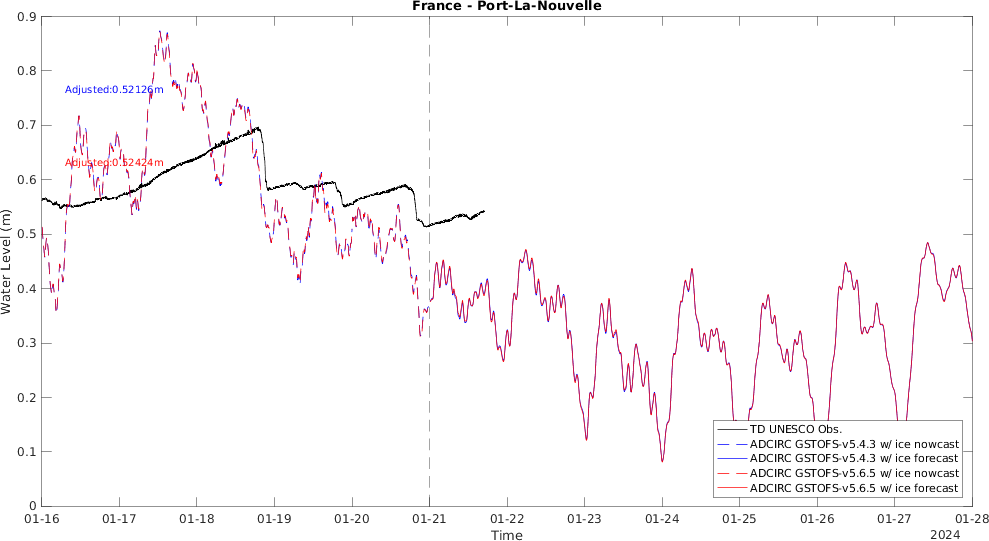 France - Port-La-Nouvelle
0.9
0.8
0.7
0.6
0.5
0.4
0.3
0.2
0.1
0
Water Level (m)
Adjusted:0.52126m
Adjusted:0.52424m
TD UNESCO Obs.
ADCIRC GSTOFS-v5.4.3 w/ ice nowcast
ADCIRC GSTOFS-v5.4.3 w/ ice forecast
ADCIRC GSTOFS-v5.6.5 w/ ice nowcast
ADCIRC GSTOFS-v5.6.5 w/ ice forecast
01-16 01-17 01-18 01-19 01-20 01-21 01-22 01-23 01-24 01-25 01-26 01-27 01-28
Time
2024